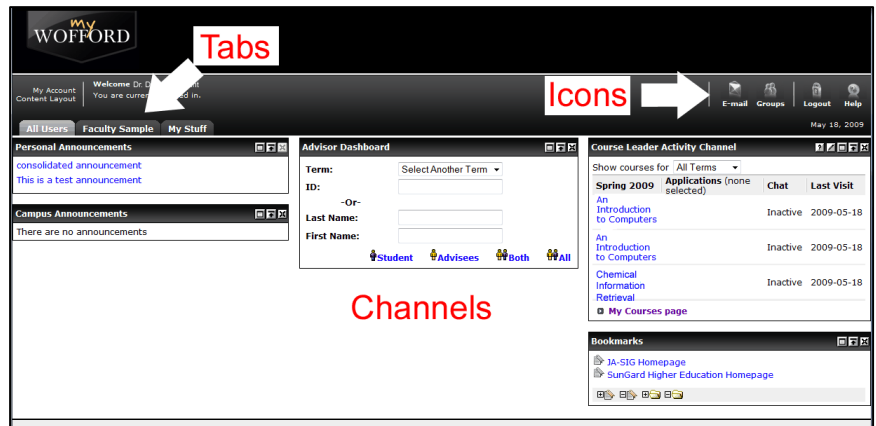 my
WOFFORD
Tabs
My Account
Content Layout
Welcome Dr. D
You are curre
ed in.
Icons
E-mail Groups Logout Help
All Users Faculty Sample My Stuff
May 18, 2009
Personal Announcements
consolidated announcement
This is a test announcement
Campus Announcements
There are no announcements
Advisor Dashboard
Term: Select Another Term
ID:
-Or-
Last Name:
First Name:
Student Advisees Both All
Channels
Course Leader Activity Channel
Show courses for All Terms
Spring 2009 Applications (none selected) Chat Last Visit
An
Introduction
to Computers Inactive 2009-05-18
An
Introduction
to Computers Inactive 2009-05-18
Chemical
Information
Retrieval Inactive 2009-05-18
My Courses page
Bookmarks
JA-SIG Homepage
SunGard Higher Education Homepage